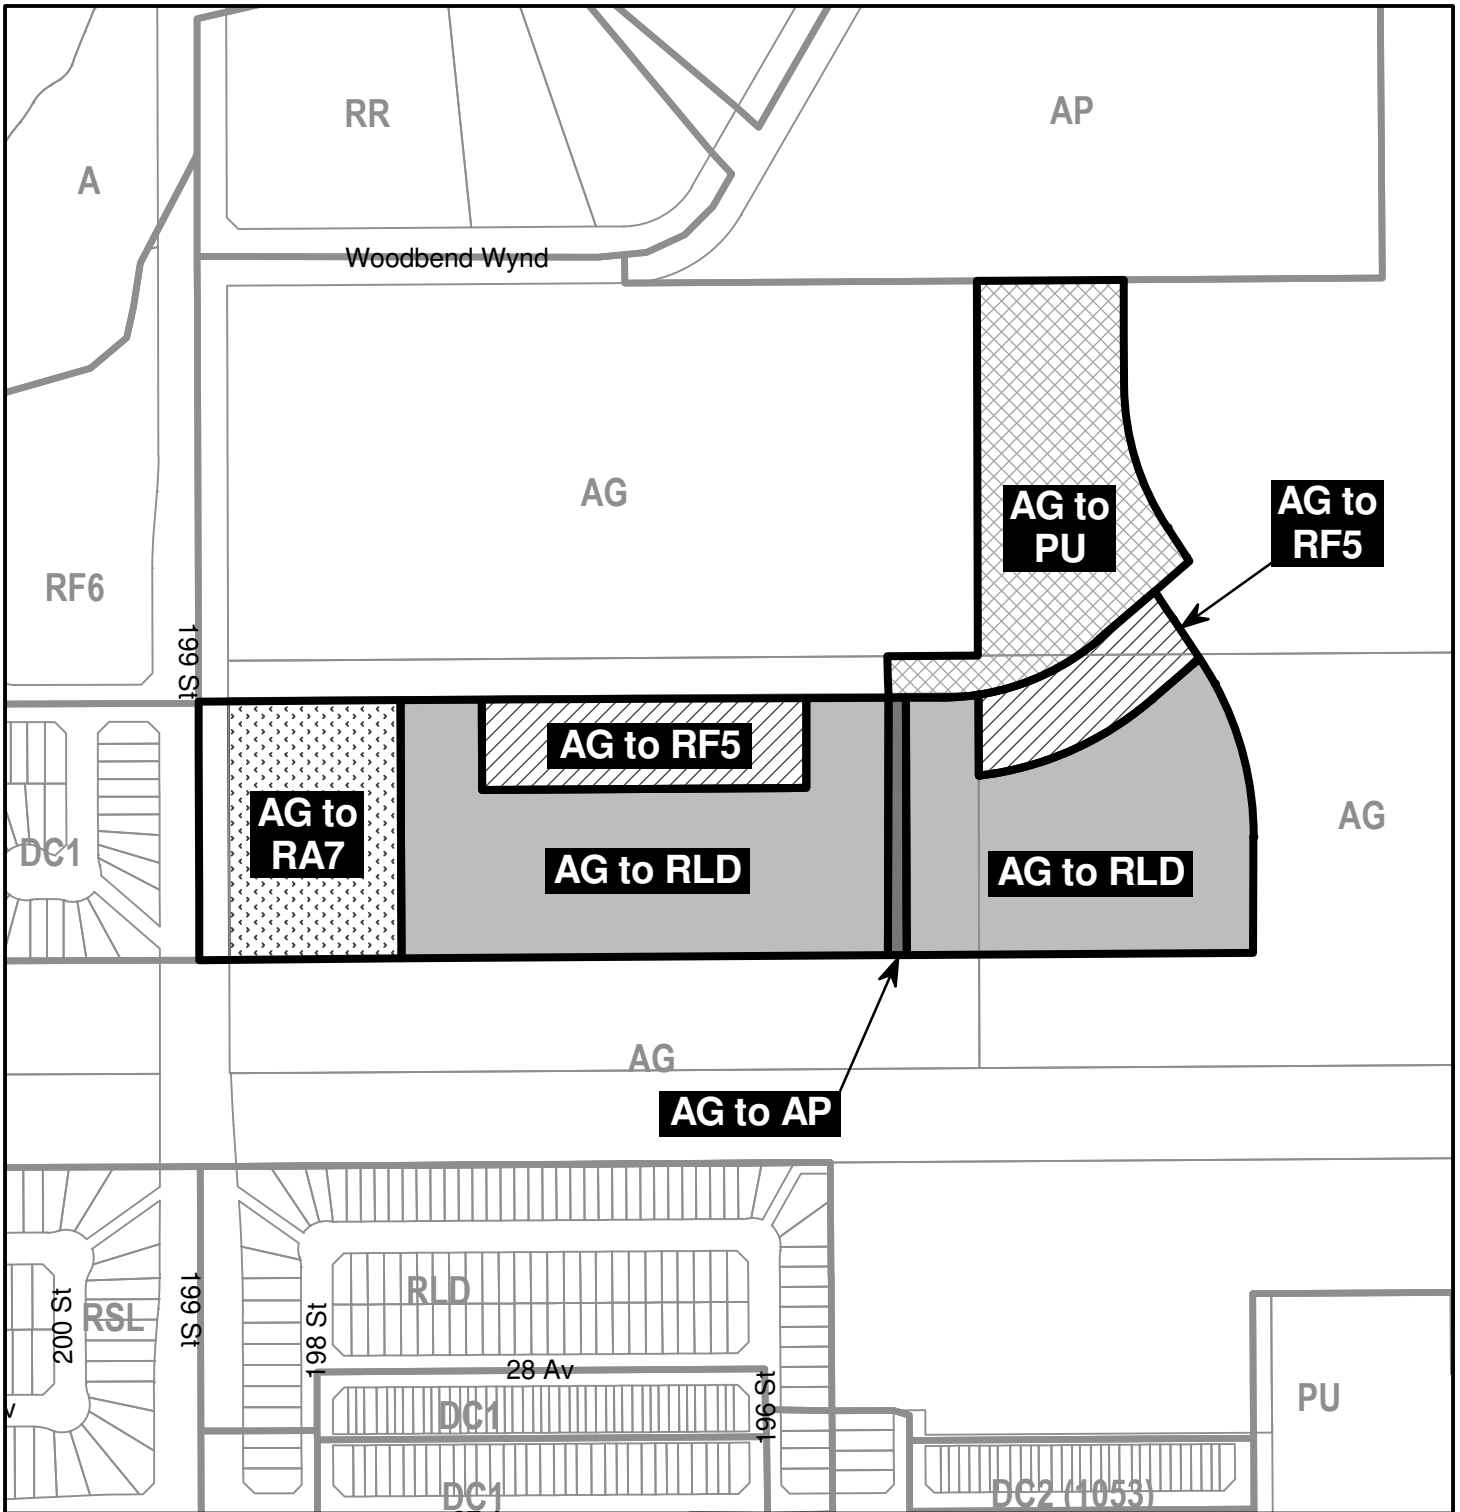 RR
AP
A
Woodbend Wynd
AG
AG to
PU
AG to
RF5
RF6
199 St
AG to RF5
AG to
RA7
AG to RLD
AG to RLD
DC1
AG
AG
AG to AP
RLD
RSL
200 St
199 St
198 St
28 Av
196 St
DC1
PU
v
DC1
DC2 (1053)